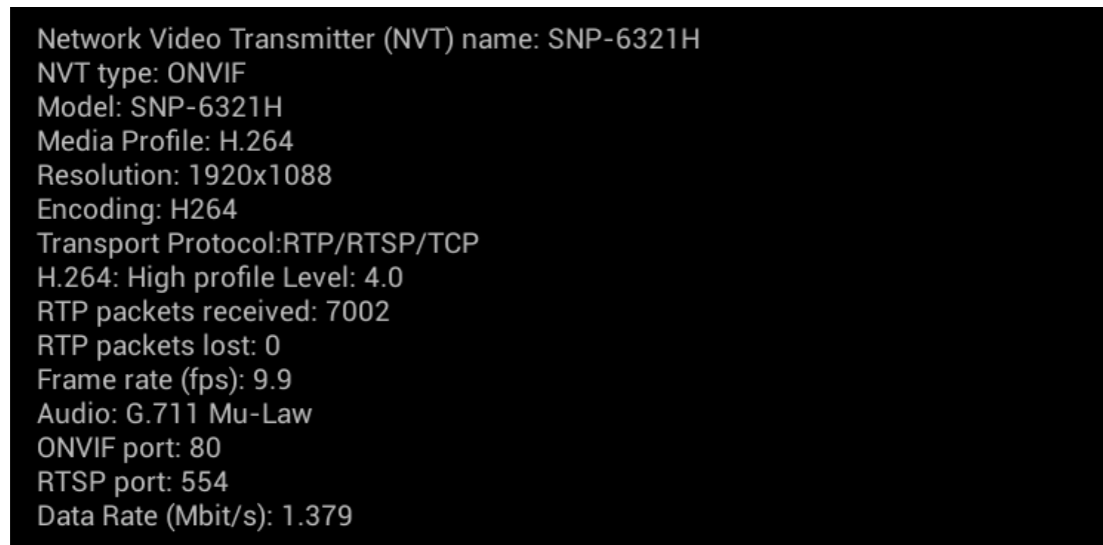 Network Video Transmitter (NVT) name: SNP-6321H
NVT type: ONVIF
Model: SNP-6321H
Media Profile: H.264
Resolution: 1920x1088
Encoding: H264
Transport Protocol:RTP/RTSP/TCP
H.264: High profile Level: 4.0
RTP packets received: 7002
RTP packets lost: 0
Frame rate (fps): 9.9
Audio: G.711 Mu-Law
ONVIF port: 80
RTSP port: 554
Data Rate (Mbit/s): 1.379